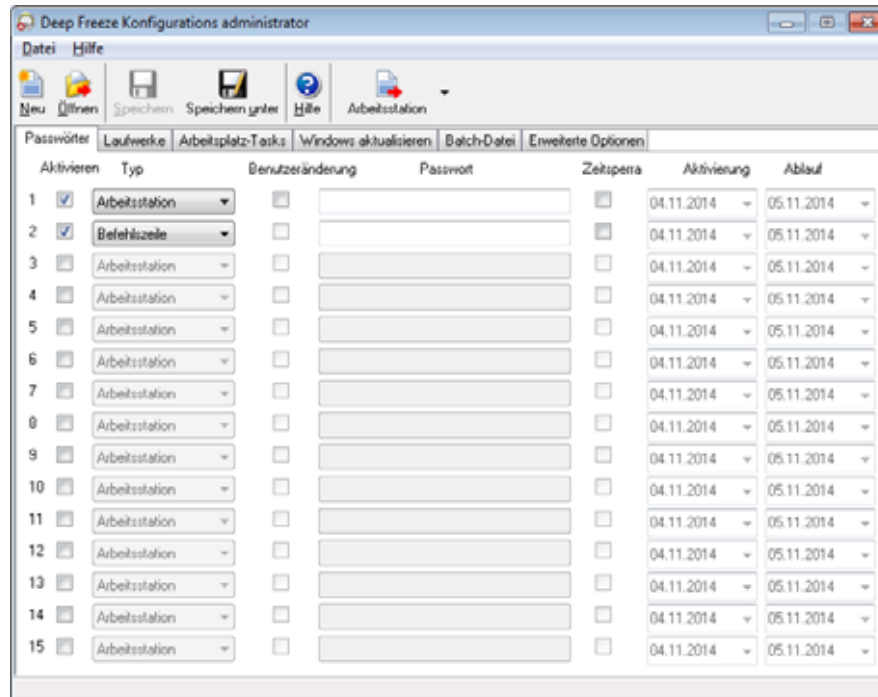 Deep Freeze Konfigurations administrator
Datei Hilfe
Neu Öffnen Speichern Speichern unter Hilfe Arbeitsstation
Passwörter Laufwerke Arbeitsplatz-Tasks Windows aktualisieren Batch-Datei Erweiterte Optionen
Aktivieren Typ Benutzeränderung Passwort Zeitsperra Aktivierung Ablauf
1 Arbeitsstation 04.11.2014 05.11.2014
2 Befehlszeile 04.11.2014 05.11.2014
3 Arbeitsstation 04.11.2014 05.11.2014
4 Arbeitsstation 04.11.2014 05.11.2014
5 Arbeitsstation 04.11.2014 05.11.2014
6 Arbeitsstation 04.11.2014 05.11.2014
7 Arbeitsstation 04.11.2014 05.11.2014
8 Arbeitsstation 04.11.2014 05.11.2014
9 Arbeitsstation 04.11.2014 05.11.2014
10 Arbeitsstation 04.11.2014 05.11.2014
11 Arbeitsstation 04.11.2014 05.11.2014
12 Arbeitsstation 04.11.2014 05.11.2014
13 Arbeitsstation 04.11.2014 05.11.2014
14 Arbeitsstation 04.11.2014 05.11.2014
15 Arbeitsstation 04.11.2014 05.11.2014